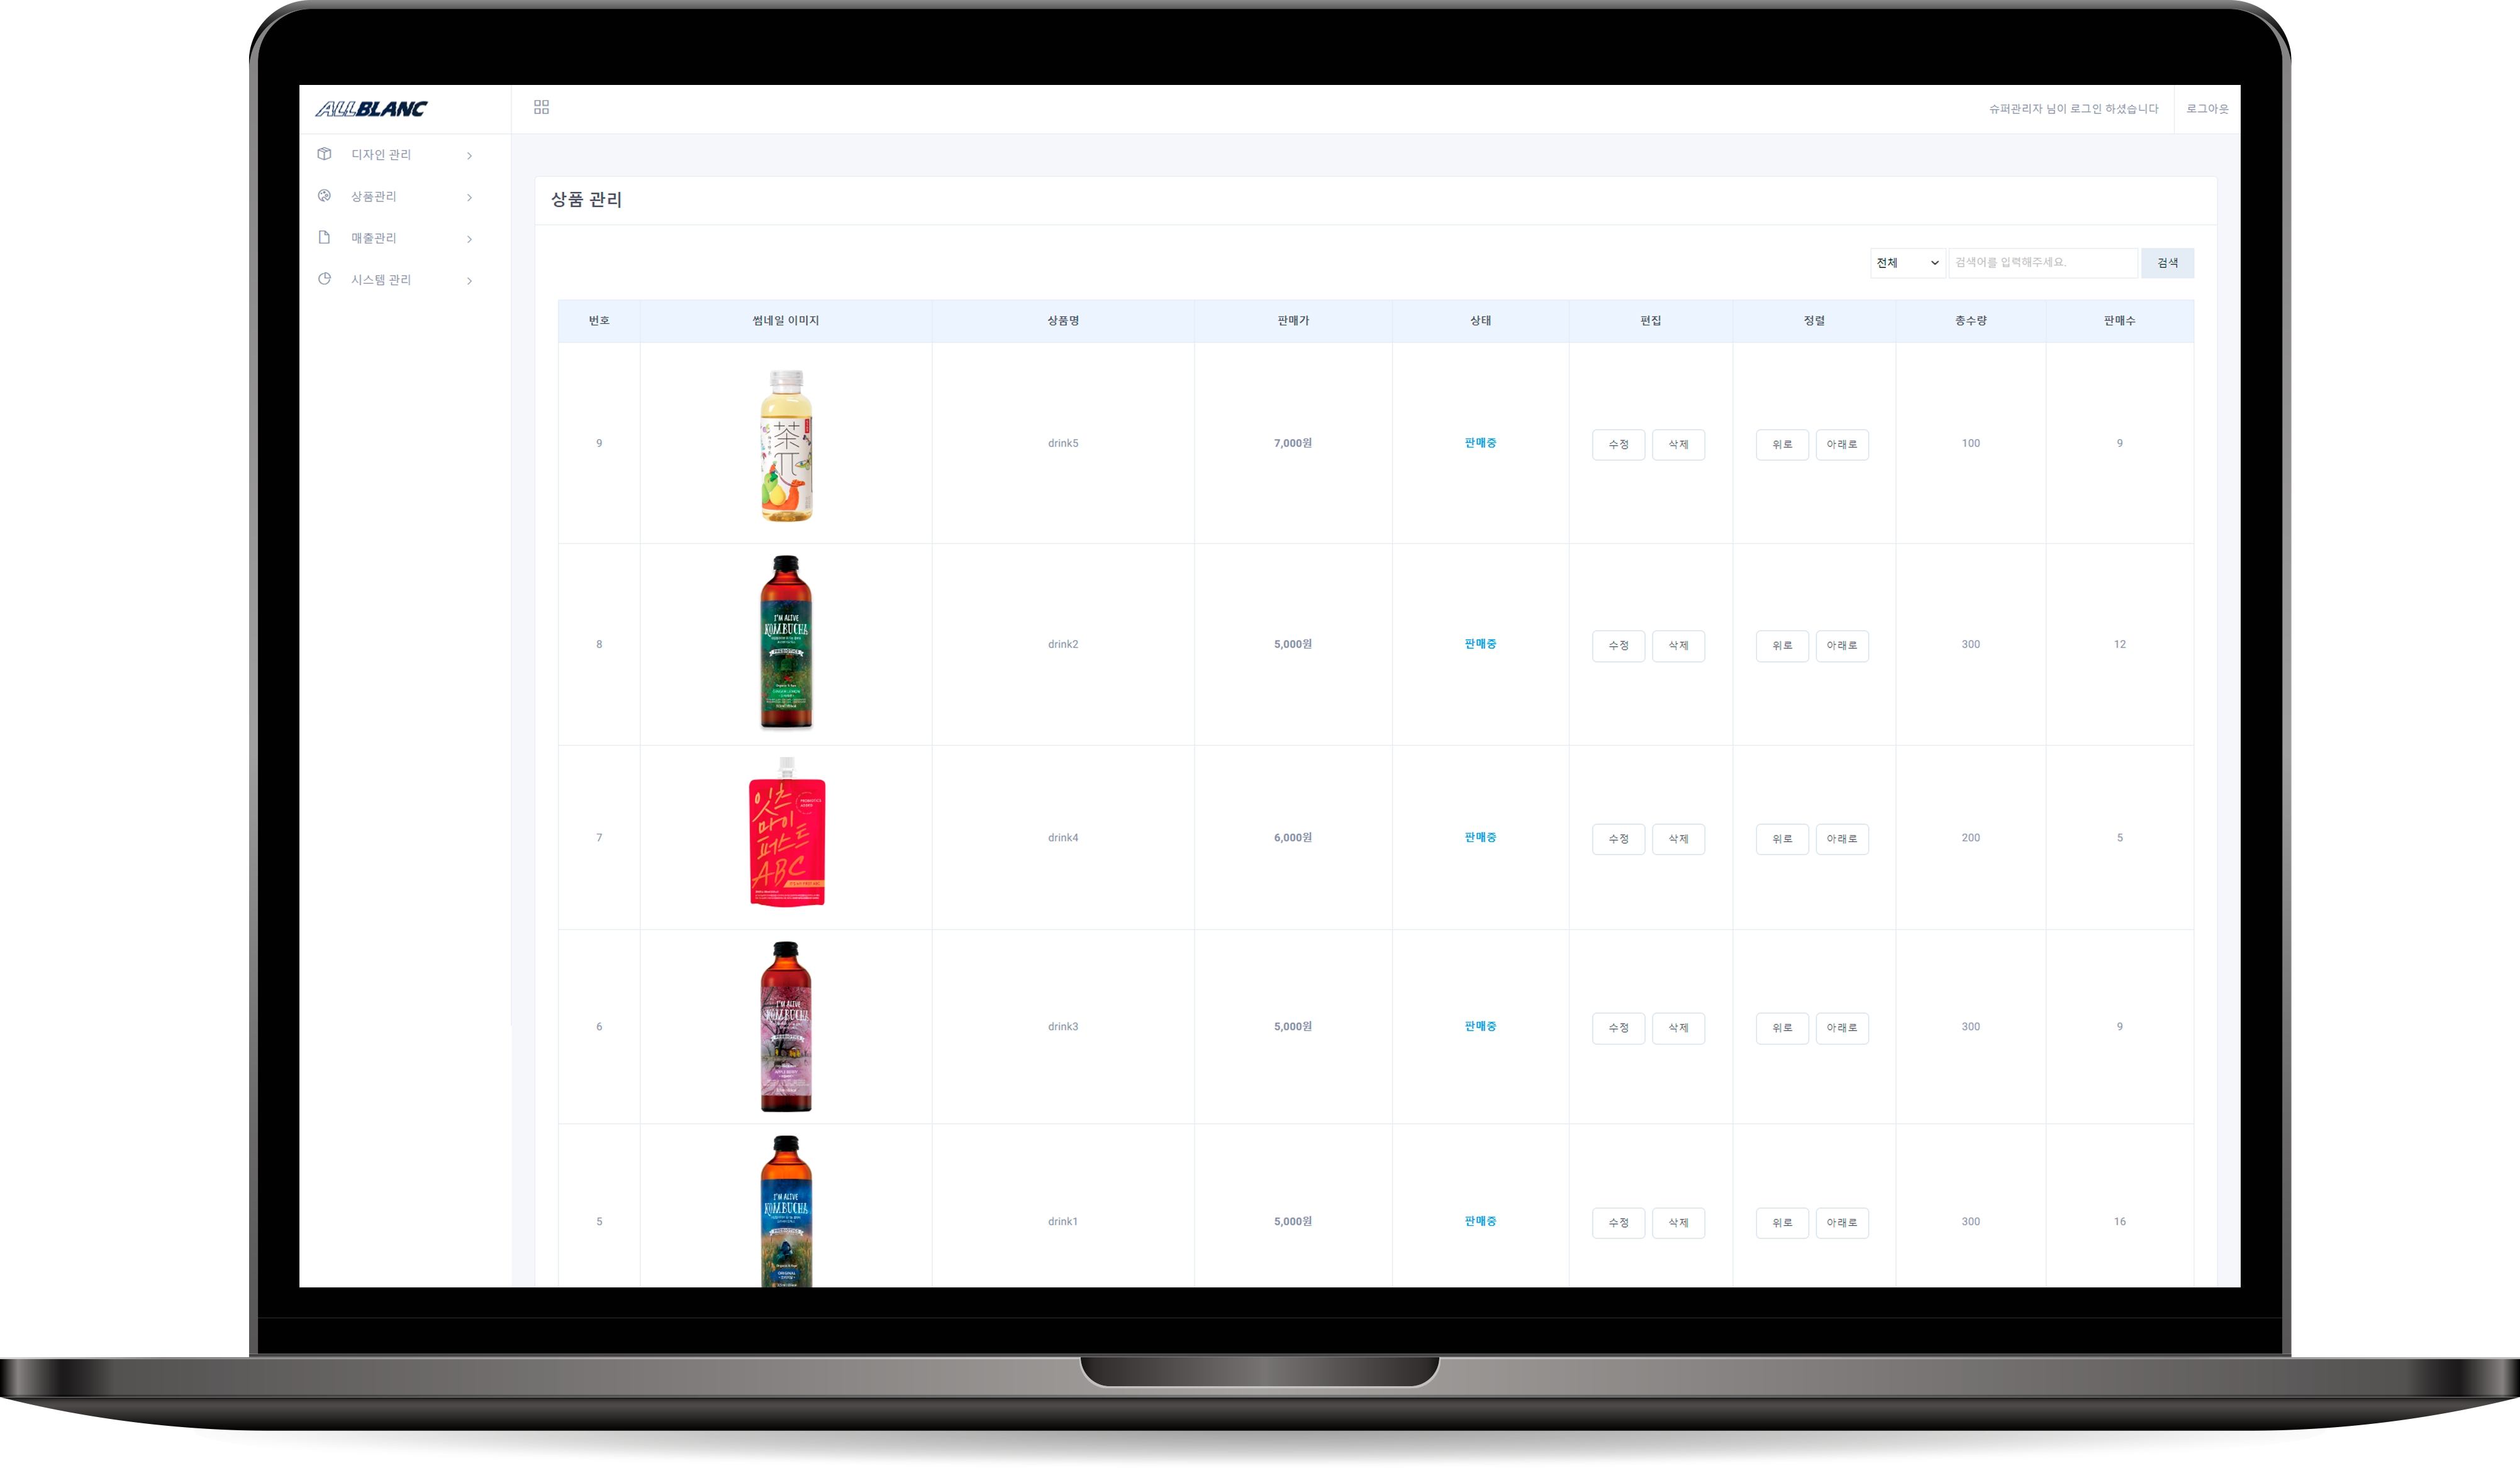 ALLBLANC
슈퍼관리자 님이 로그인 하셨습니다
로그아웃
디자인 관리
상품관리
매출관리
시스템 관리
상품 관리
전체
검색어를 입력해주세요.
검색
번호 썸네일 이미지 상품명 판매가 상태 편집 정렬 총수량 판매수
茶
π
9 drink5 7,000원 판매중 수정 삭제 위로 아래로 100 9
I'M ALIVE
KOMBUCHA
PREBIOTICS
8 drink2 5,000원 판매중 수정 삭제 위로 아래로 300 12
잇츠
마이
퍼스트
ABC
PROBIOTICS
ADDED
7 drink4 6,000원 판매중 수정 삭제 위로 아래로 200 5
I'M ALIVE
KOMBUCHA
6 drink3 5,000원 판매중 수정 삭제 위로 아래로 300 9
I'M ALIVE
KOMBUCHA
ORIGINAL
5 drink1 5,000원 판매중 수정 삭제 위로 아래로 300 16